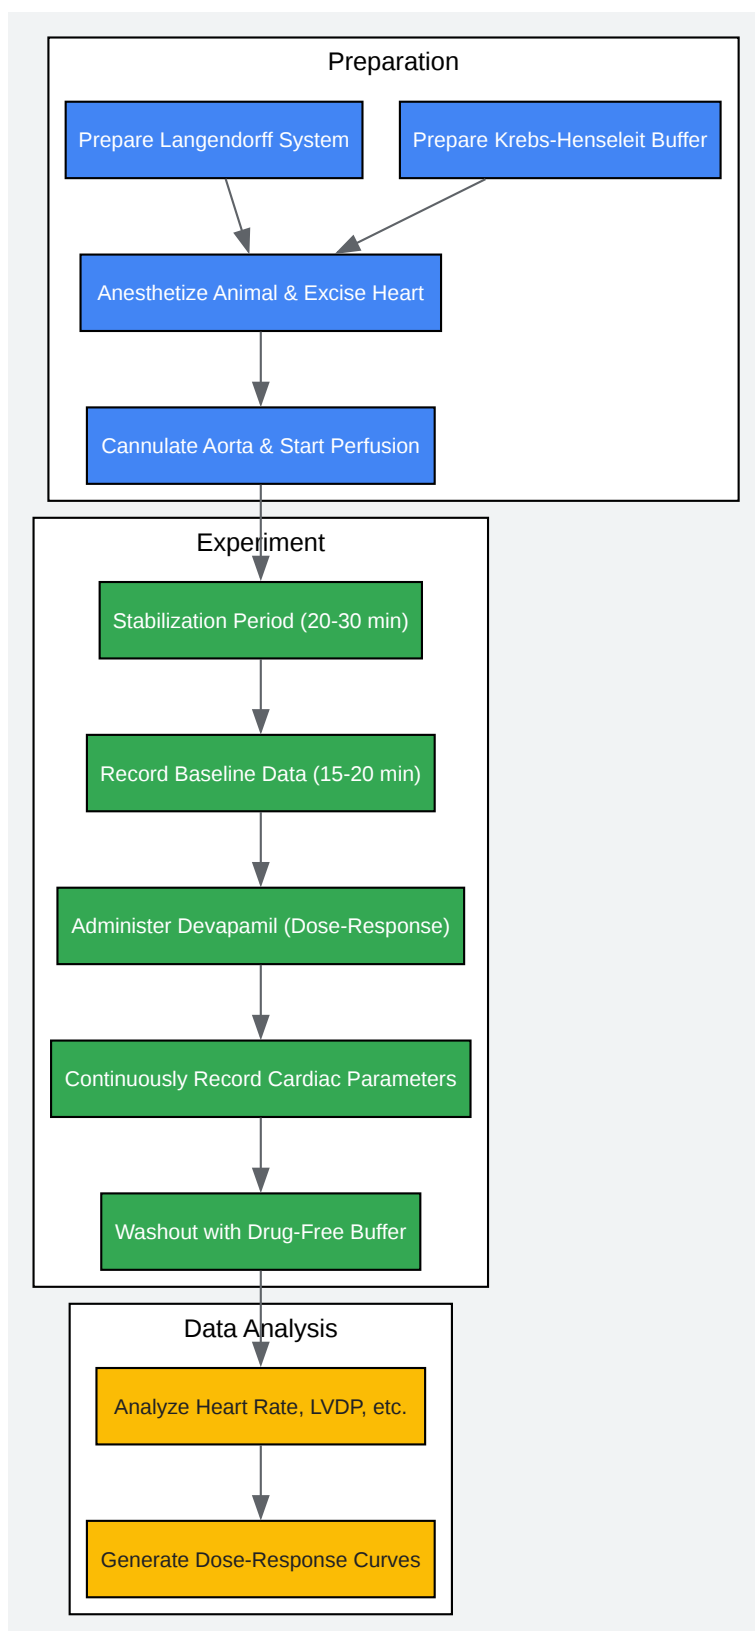 Preparation
Prepare Langendorff System
Prepare Krebs-Henseleit Buffer
Anesthetize Animal & Excise Heart
Cannulate Aorta & Start Perfusion
Experiment
Stabilization Period (20-30 min)
Record Baseline Data (15-20 min)
Administer Devapamil (Dose-Response)
Continuously Record Cardiac Parameters
Washout with Drug-Free Buffer
Data Analysis
Analyze Heart Rate, LVDP, etc.
Generate Dose-Response Curves